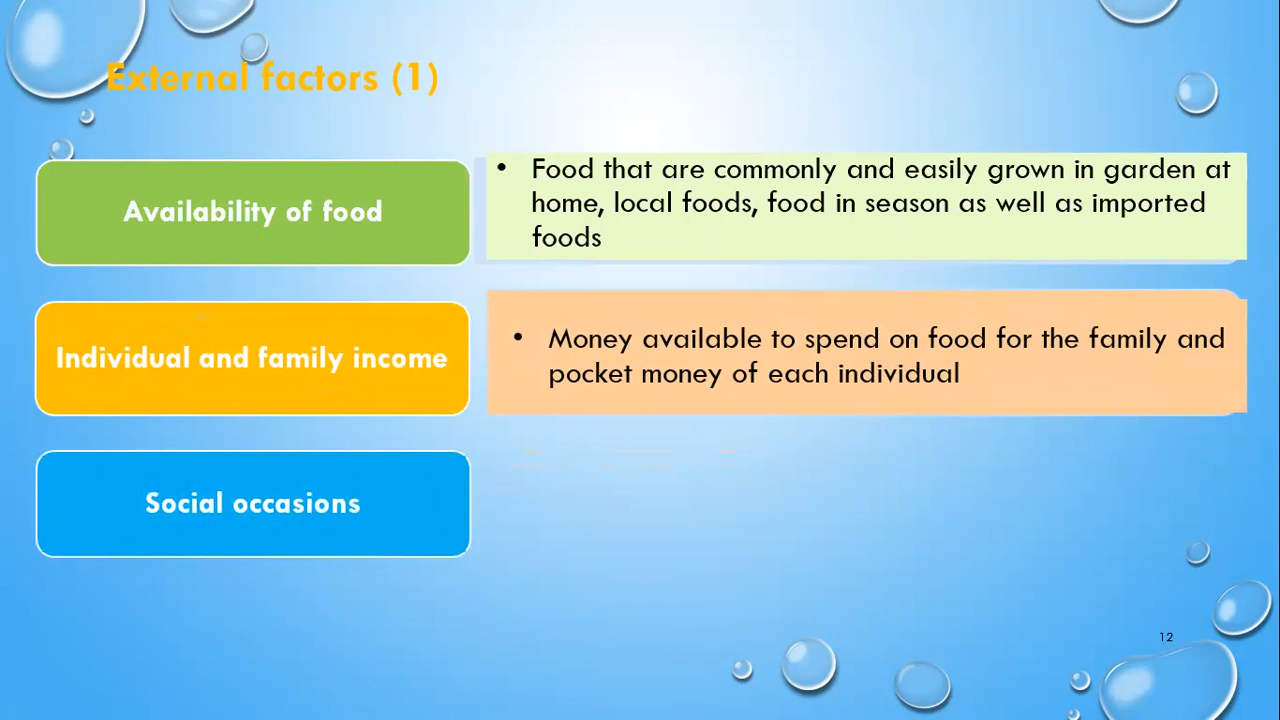 External factors (1)
Availability of food
• Food that are commonly and easily grown in garden at
home, local foods, food in season as well as imported
foods
Individual and family income
• Money available to spend on food for the family and
pocket money of each individual
Social occasions
12